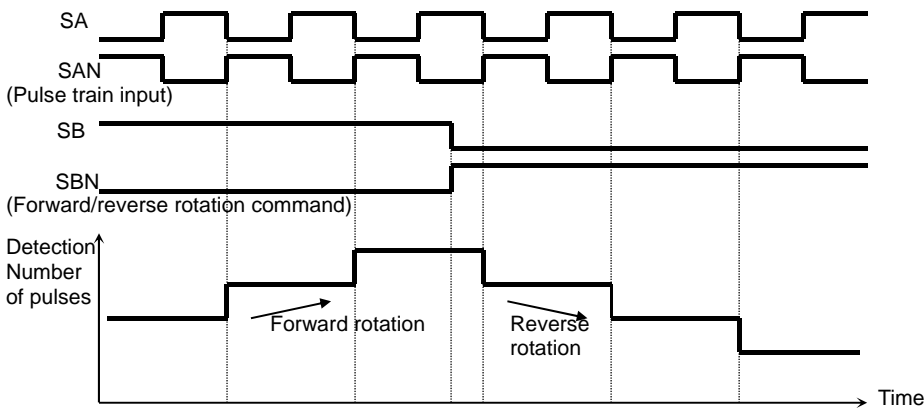 SA
SAN
(Pulse train input)
SB
SBN
(Forward/reverse rotation command)
Detection
Number
of pulses
Forward rotation
Reverse
rotation
Time